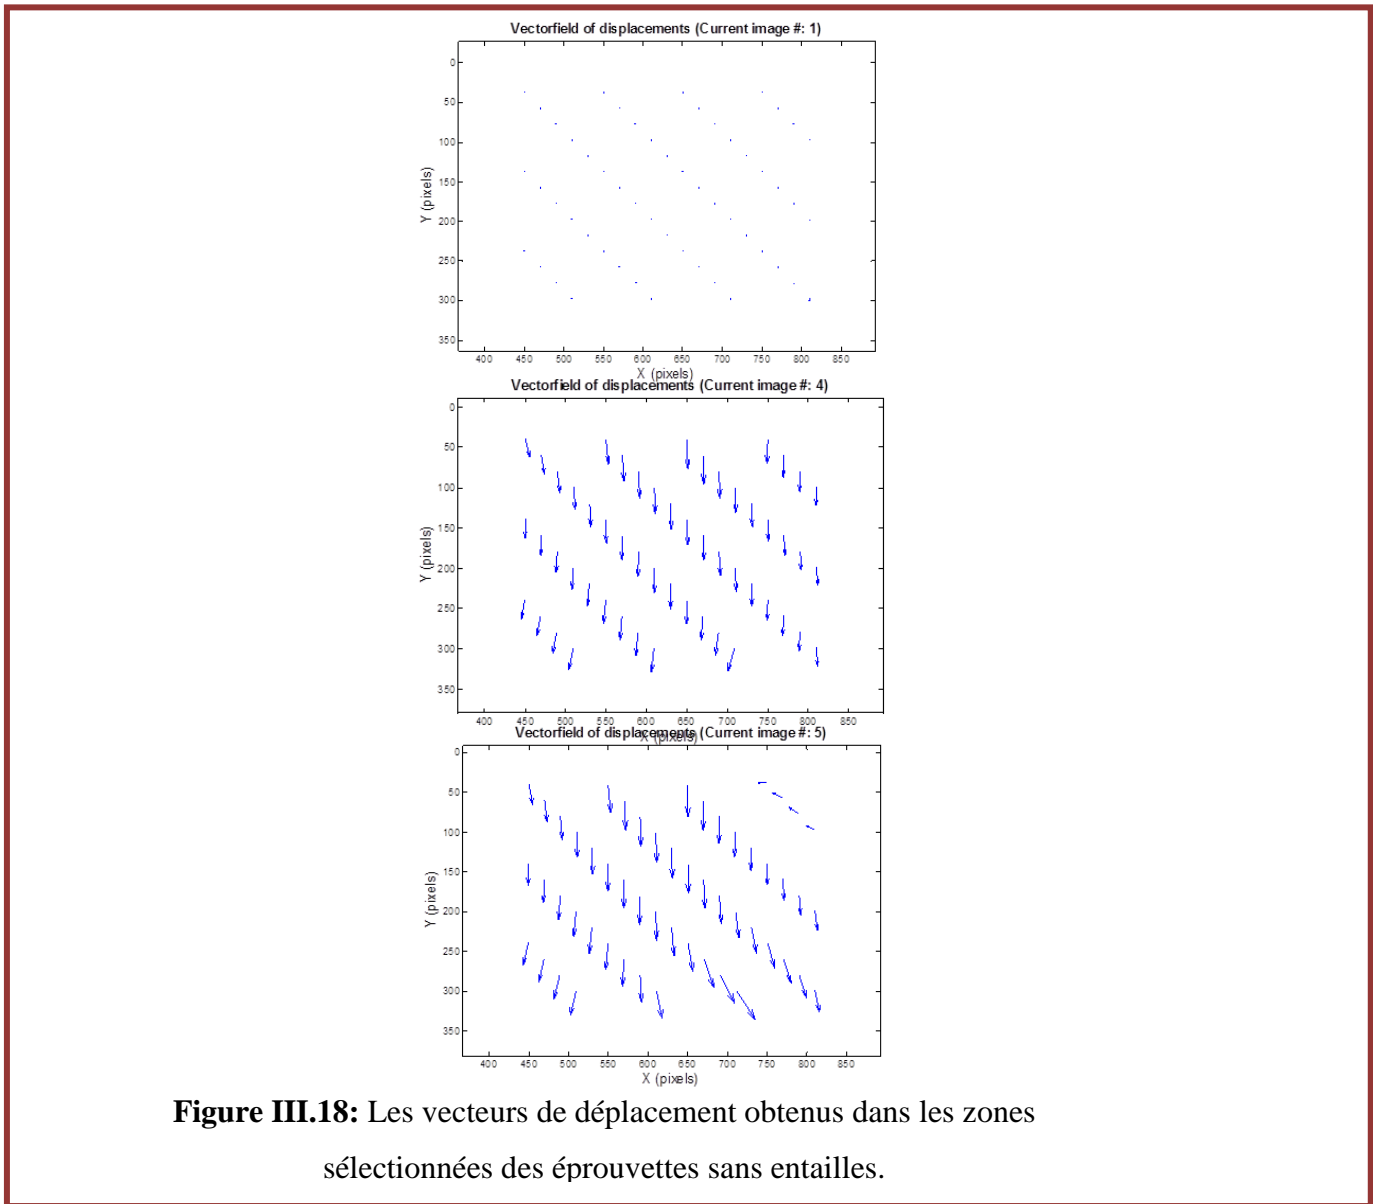 Vectorfield of displacements (Current image #: 1)
0
50
100
150
200
250
300
350
Y (pixels)
400 450 500 550 600 650 700 750 800 850
X (pixels)
Vectorfield of displacements (Current image #: 4)
0
50
100
150
200
250
300
350
Y (pixels)
400 450 500 550 600 650 700 750 800 850
X (pixels)
Vectorfield of displacements (Current image #: 5)
0
50
100
150
200
250
300
350
Y (pixels)
400 450 500 550 600 650 700 750 800 850
X (pixels)
Figure III.18: Les vecteurs de déplacement obtenus dans les zones
sélectionnées des éprouvettes sans entailles.